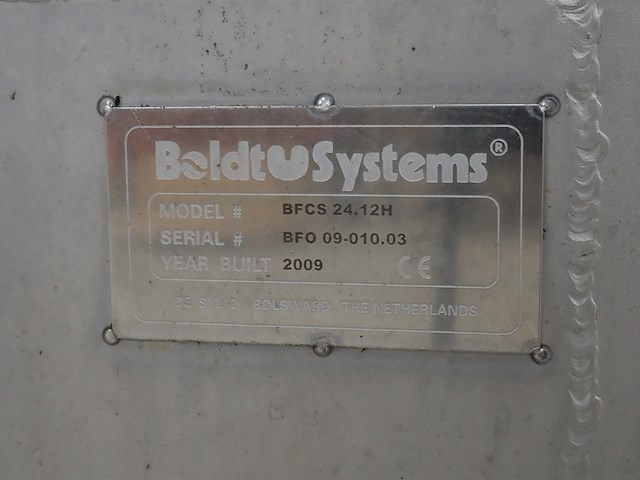 Boldt Systems®
MODEL # BFCS 24.12H
SERIAL # BFO 09-010.03
YEAR BUILT 2009 CE
BOLSWARD THE NETHERLANDS